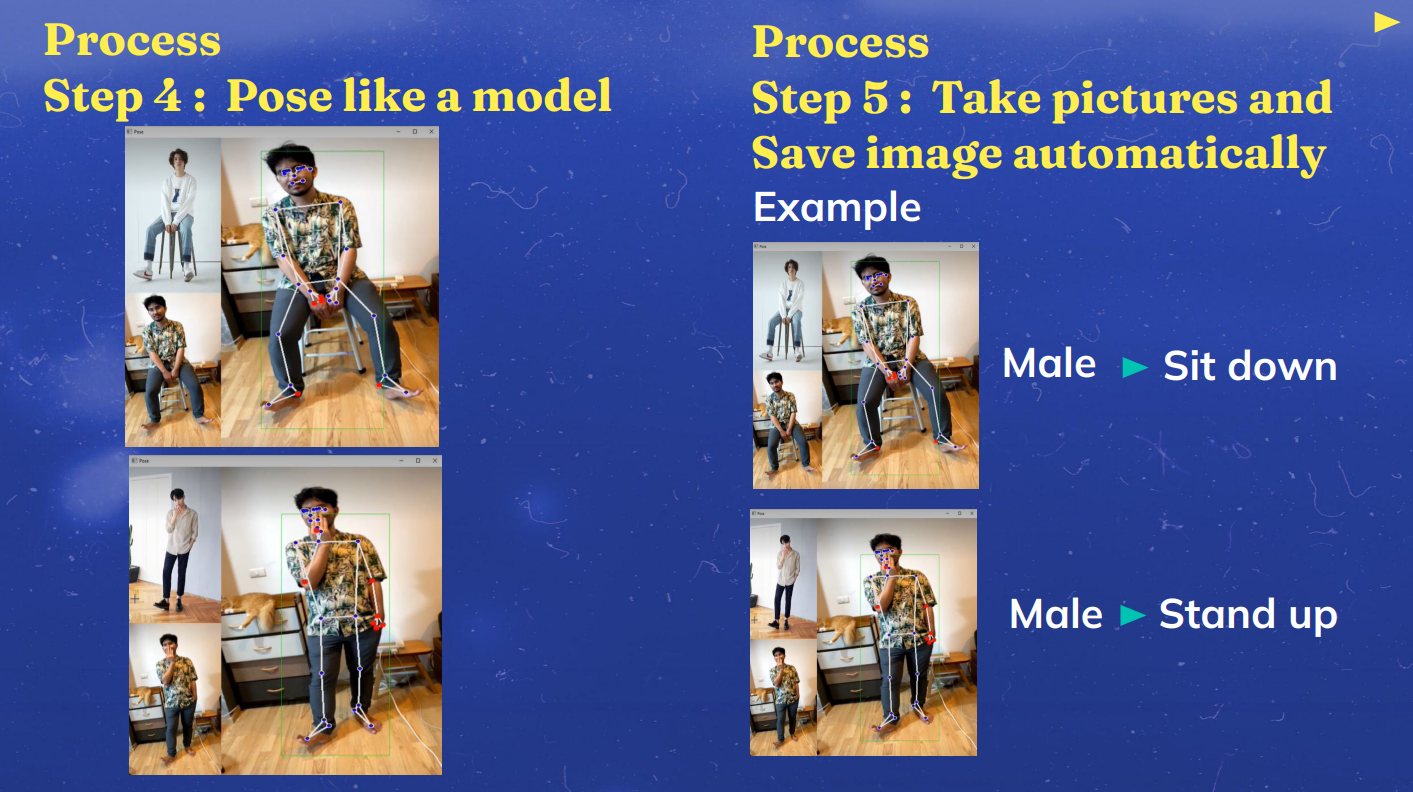 Process
Step 4 : Pose like a model
Pose
Pose
Process
Step 5 : Take pictures and
Save image automatically
Example
Pose
Male
Sit down
Pose
Male
Stand up